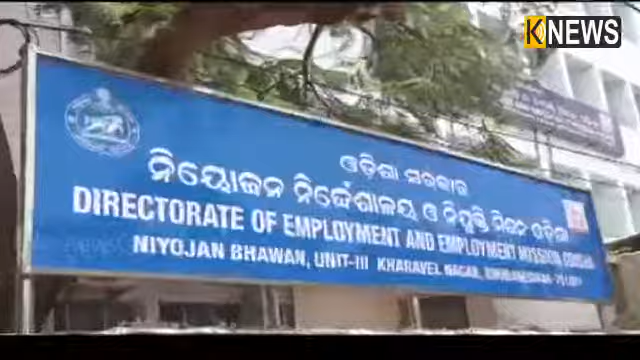 KNEWS
ଓଡ଼ିଶା ସରକାର
ନିୟୋଜନ ନିର୍ଦ୍ଦେଶାଳୟ ଓ ନିଯୁକ୍ତି ମିଶନ ଓଡ଼ିଶା
DIRECTORATE OF EMPLOYMENT AND EMPLOYMENT MISSION ODISHA
NIYOJAN BHAWAN, UNIT-III KHARAVEL NAGAR, BHUBANESWAR-